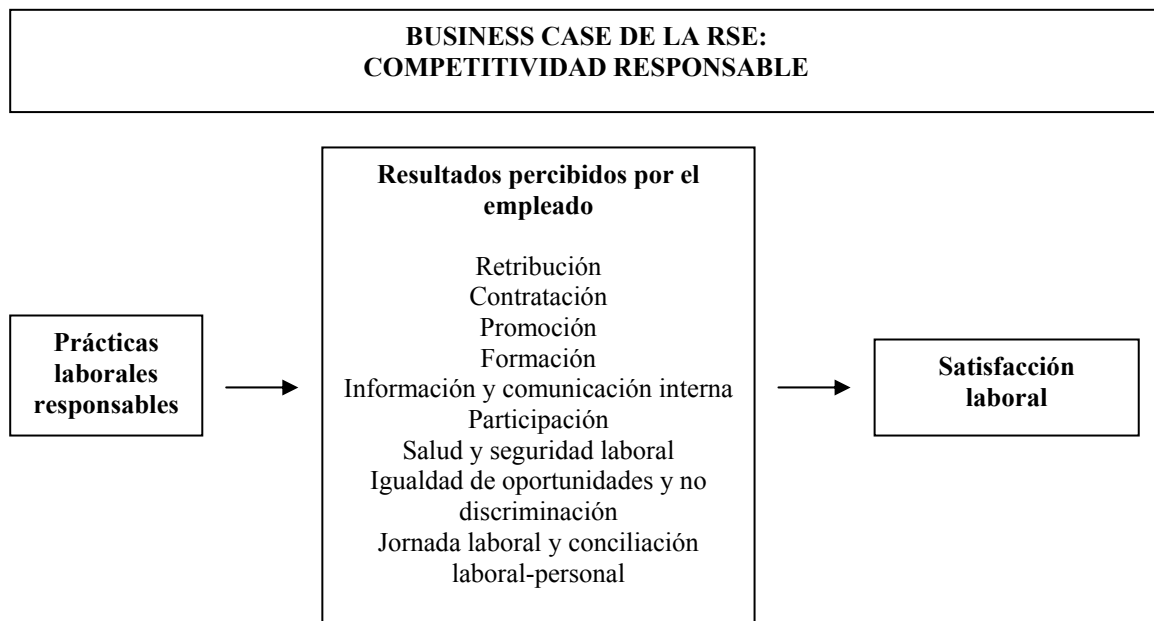 BUSINESS CASE DE LA RSE:
COMPETITIVIDAD RESPONSABLE
Prácticas
laborales
responsables
Resultados percibidos por el
empleado
Retribución
Contratación
Promoción
Formación
Información y comunicación interna
Participación
Salud y seguridad laboral
Igualdad de oportunidades y no
discriminación
Jornada laboral y conciliación
laboral-personal
Satisfacción
laboral